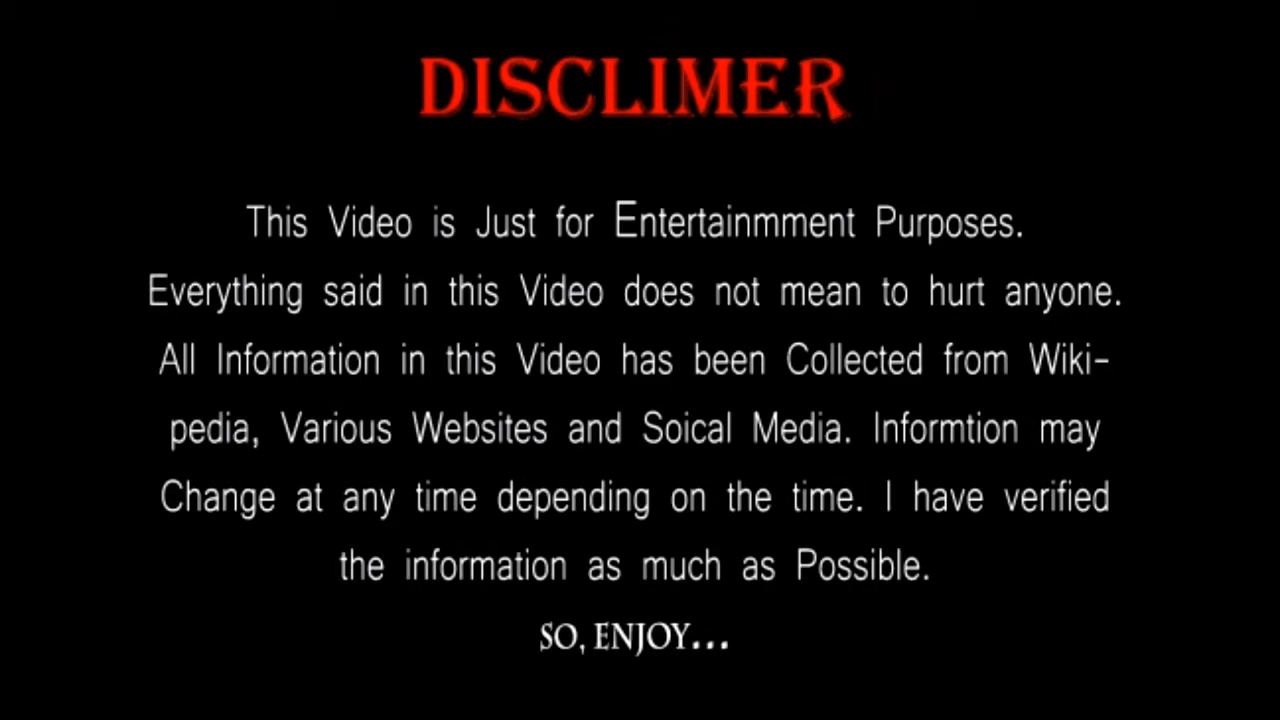 DISCLIMER
This Video is Just for Entertainmment Purposes.
Everything said in this Video does not mean to hurt anyone.
All Information in this Video has been Collected from Wiki-
pedia, Various Websites and Soical Media. Informtion may
Change at any time depending on the time. I have verified
the information as much as Possible.
SO, ENJOY...